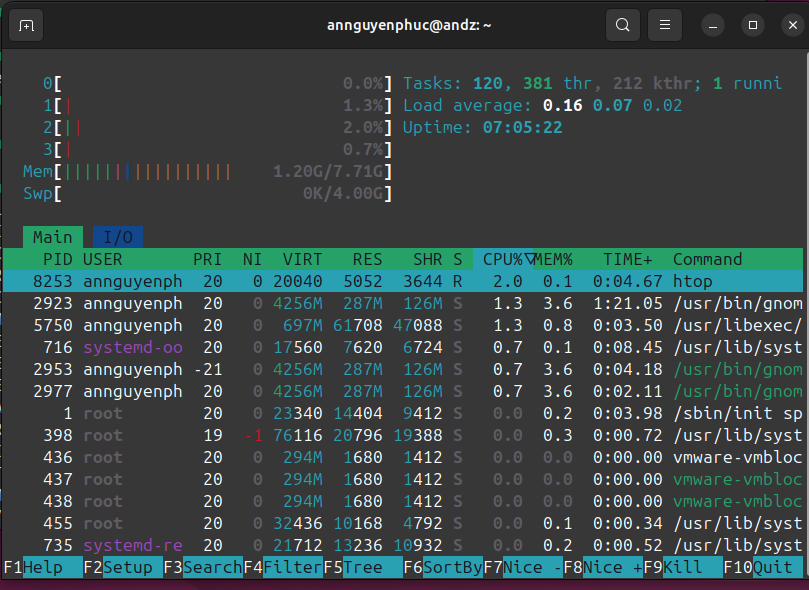 annguyenphuc@andz: ~
0[ 0.0%] Tasks: 120, 381 thr, 212 kthr; 1 runni
1[| 1.3%] Load average: 0.16 0.07 0.02
2[|| 2.0%] Uptime: 07:05:22
3[| 0.7%]
Mem[||||||||||||||||| 1.20G/7.71G]
Swp[ 0K/4.00G]
Main I/O
PID USER PRI NI VIRT RES SHR S CPU%▽MEM% TIME+ Command
8253 annguyenph 20 0 20040 5052 3644 R 2.0 0.1 0:04.67 htop
2923 annguyenph 20 0 4256M 287M 126M S 1.3 3.6 1:21.05 /usr/bin/gnom
5750 annguyenph 20 0 697M 61708 47088 S 1.3 0.8 0:03.50 /usr/libexec/
716 systemd-oo 20 0 17560 7620 6724 S 0.7 0.1 0:08.45 /usr/lib/syst
2953 annguyenph -21 0 4256M 287M 126M S 0.7 3.6 0:04.18 /usr/bin/gnom
2977 annguyenph 20 0 4256M 287M 126M S 0.7 3.6 0:02.11 /usr/bin/gnom
1 root 20 0 23340 14404 9412 S 0.0 0.2 0:03.98 /sbin/init sp
398 root 19 -1 76116 20796 19388 S 0.0 0.3 0:00.72 /usr/lib/syst
436 root 20 0 294M 1680 1412 S 0.0 0.0 0:00.00 vmware-vmbloc
437 root 20 0 294M 1680 1412 S 0.0 0.0 0:00.00 vmware-vmbloc
438 root 20 0 294M 1680 1412 S 0.0 0.0 0:00.00 vmware-vmbloc
455 root 20 0 32436 10168 4792 S 0.0 0.1 0:00.34 /usr/lib/syst
735 systemd-re 20 0 21712 13236 10932 S 0.0 0.2 0:00.52 /usr/lib/syst
F1Help F2Setup F3SearchF4FilterF5Tree F6SortByF7Nice -F8Nice +F9Kill F10Quit